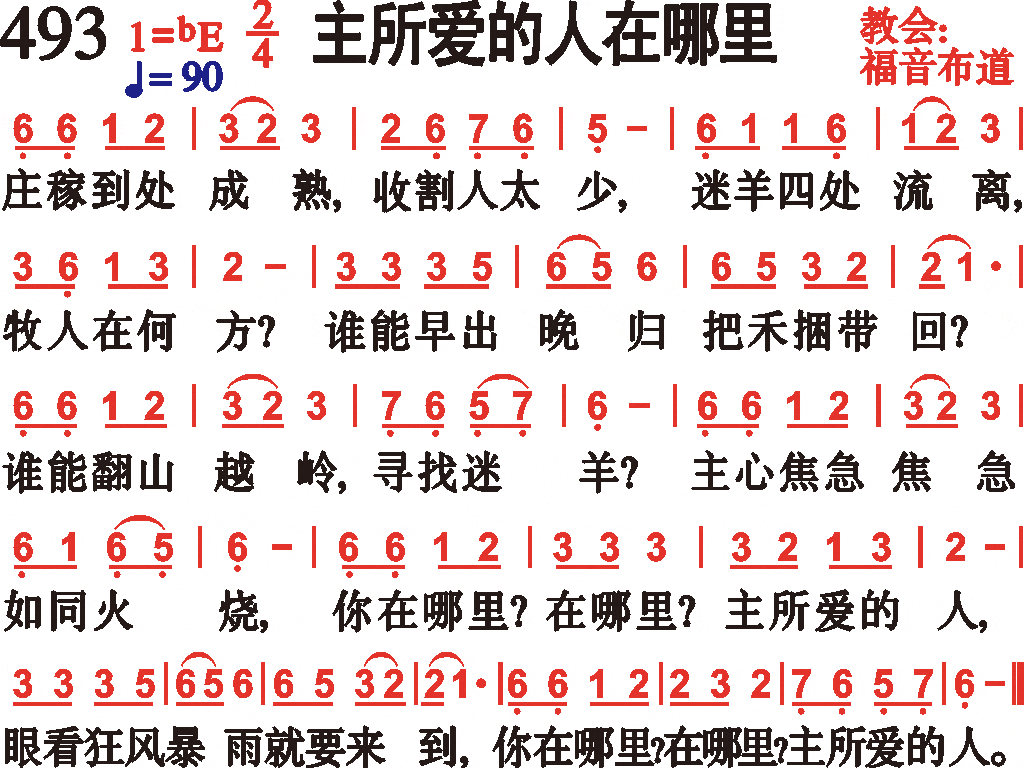 493 1=♭E 2/4 主所爱的人在哪里 教会:
♩= 90 福音布道
6̣ 6̣ 1 2 | 3 2 3 | 2 6̣ 7̣ 6̣ | 5̣ – | 6̣ 1 1 6̣ | 1 2 3 |
庄稼到处 成 熟, 收割人太 少, 迷羊四处 流 离,
3 6̣ 1 3 | 2 – | 3 3 3 5 | 6 5 6 | 6 5 3 2 | 2 1· |
牧人在何 方? 谁能早出 晚 归 把禾捆带 回?
6̣ 6̣ 1 2 | 3 2 3 | 7̣ 6̣ 5̣ 7̣ | 6̣ – | 6̣ 6̣ 1 2 | 3 2 3 |
谁能翻山 越 岭, 寻找迷 羊? 主心焦急 焦 急
6̣ 1 6̣ 5̣ | 6̣ – | 6̣ 6̣ 1 2 | 3 3 3 | 3 2 1 3 | 2 – |
如同火 烧, 你在哪里? 在哪里? 主所爱的 人,
3 3 3 5 | 6 5 6 | 6 5 3 2 | 2 1· | 6̣ 6̣ 1 2 | 2 3 2 | 7̣ 6̣ 5̣ 7̣ | 6̣ – ‖
眼看狂风暴 雨就要来 到, 你在哪里?在哪里?主所爱的人。